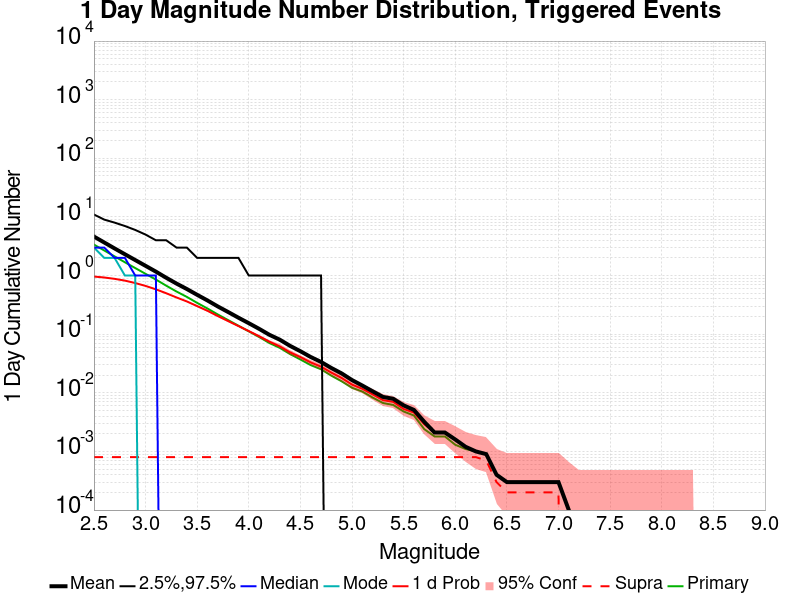 1 Day Magnitude Number Distribution, Triggered Events
1 Day Cumulative Number
10^4
10^3
10^2
10^1
10^0
10^-1
10^-2
10^-3
10^-4
2.5 3.0 3.5 4.0 4.5 5.0 5.5 6.0 6.5 7.0 7.5 8.0 8.5 9.0
Magnitude
Mean 2.5%,97.5% Median Mode 1 d Prob 95% Conf Supra Primary